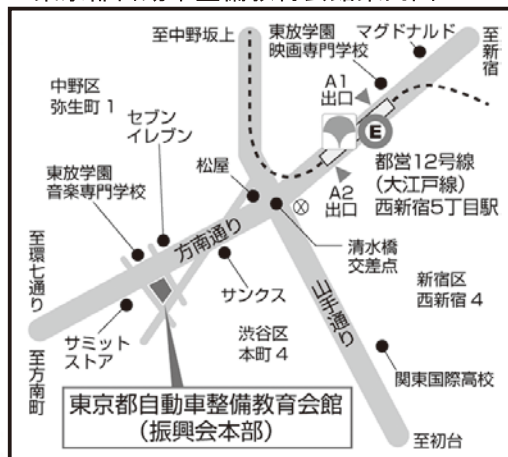 至中野坂上
東放学園
映画専門学校
マグドナルド
至新宿
中野区
弥生町 1
A1
出口
セブン
イレブン
E
松屋
東放学園
音楽専門学校
都営12号線
（大江戸線）
西新宿5丁目駅
A2
出口
方南通り
清水橋
交差点
至環七通り
サンクス
山手通り
新宿区
西新宿 4
サミット
ストア
渋谷区
本町 4
至方南町
関東国際高校
東京都自動車整備教育会館
（振興会本部）
至初台